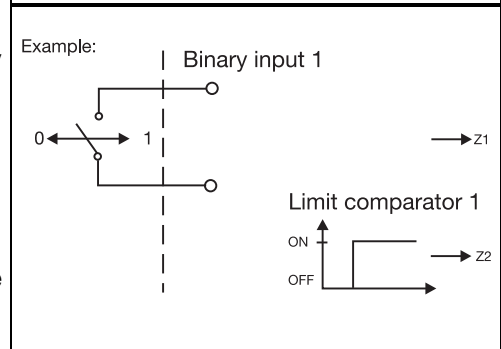 Example:
Binary input 1
0 1
Z1
Limit comparator 1
ON
Z2
OFF